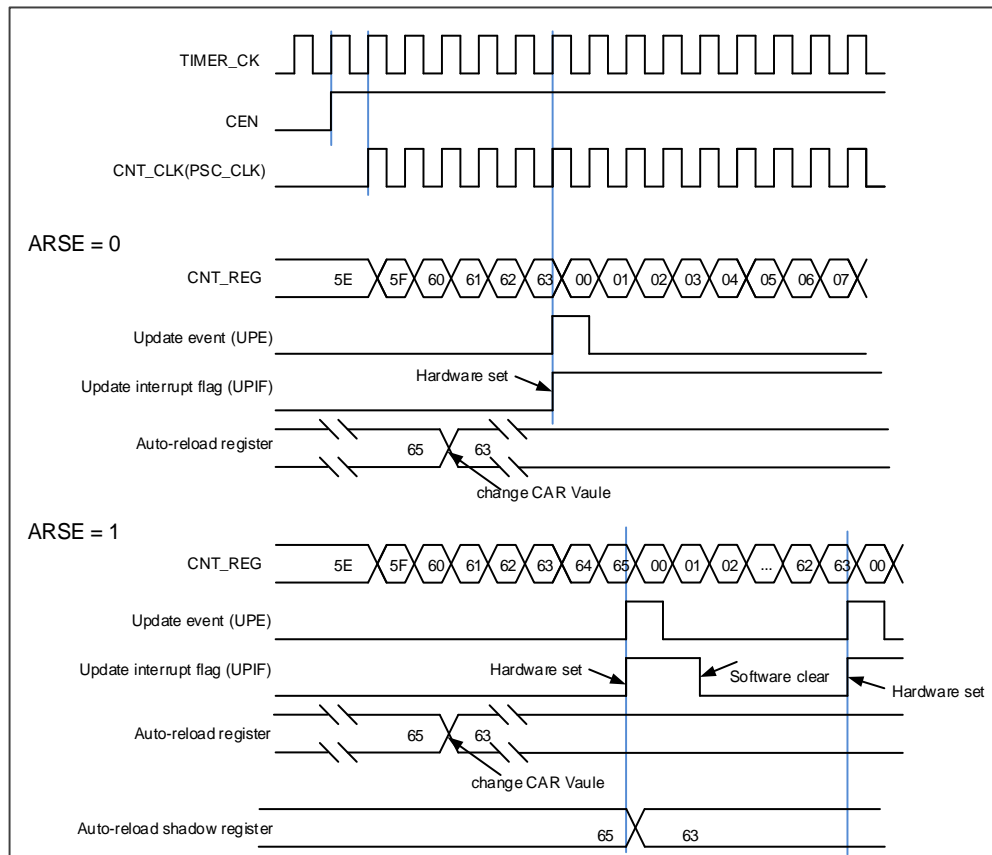 TIMER_CK
CEN
CNT_CLK(PSC_CLK)
ARSE = 0
CNT_REG 5E 5F 60 61 62 63 00 01 02 03 04 05 06 07
Update event (UPE)
Hardware set
Update interrupt flag (UPIF)
Auto-reload register 65 63
change CAR Vaule
ARSE = 1
CNT_REG 5E 5F 60 61 62 63 64 65 00 01 02 ... 62 63 00
Update event (UPE)
Update interrupt flag (UPIF) Hardware set Software clear Hardware set
Auto-reload register 65 63
change CAR Vaule
Auto-reload shadow register 65 63